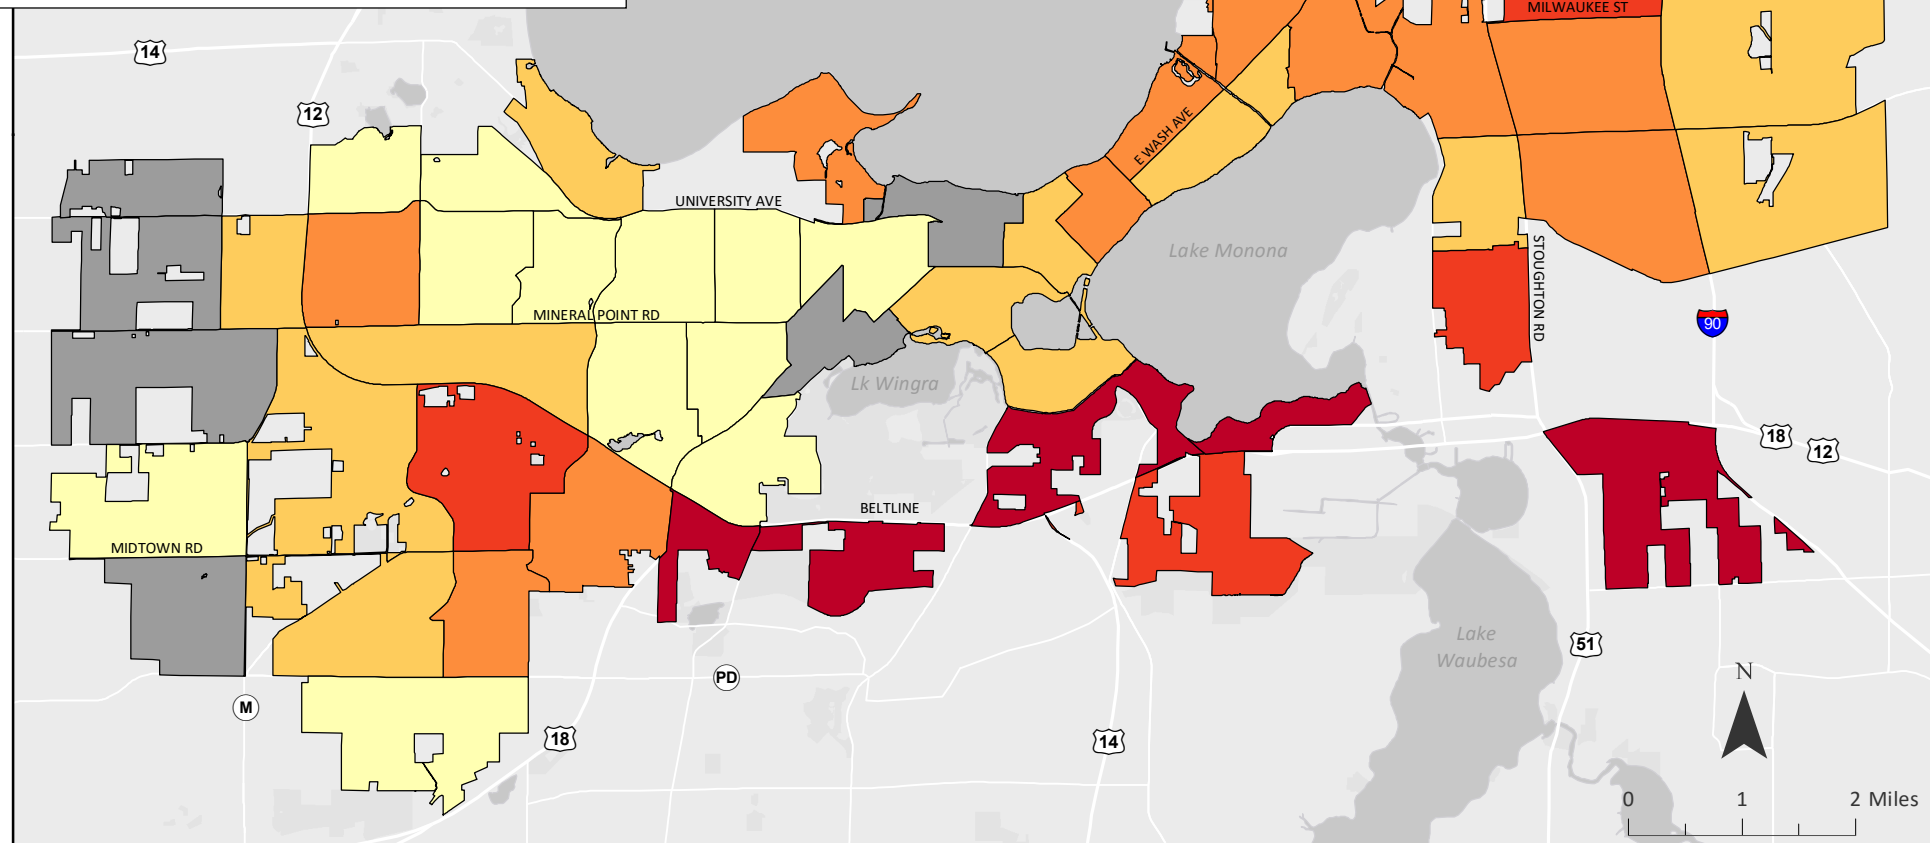 MILWAUKEE ST
14
12
E WASH AVE
UNIVERSITY AVE
Lake Monona
STOUGHTON RD
MINERAL POINT RD
90
Lk Wingra
18
12
BELTLINE
MIDTOWN RD
Lake
Waubesa
51
N
PD
M
18
14
0 1 2 Miles